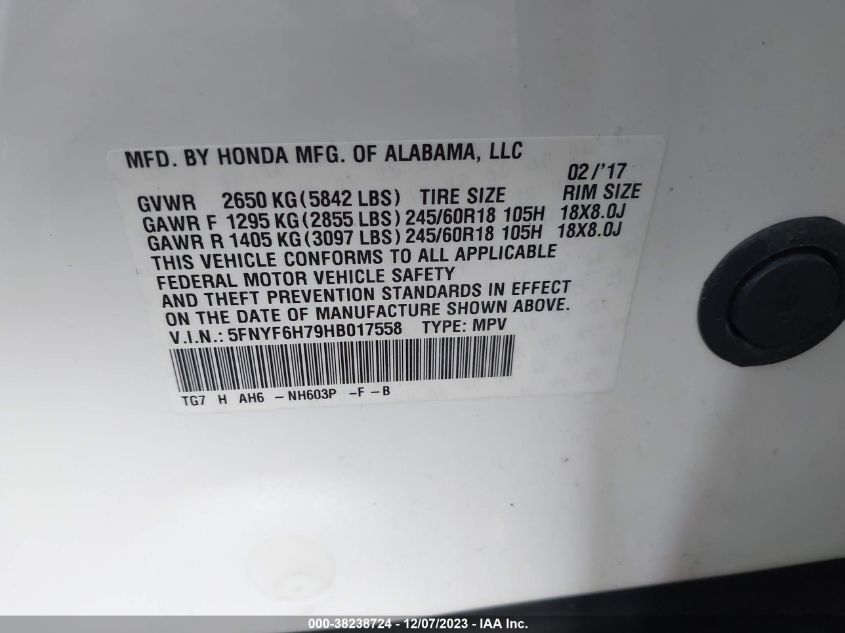 MFD. BY HONDA MFG. OF ALABAMA, LLC
02/'17
GVWR 2650 KG(5842 LBS) TIRE SIZE RIM SIZE
GAWR F 1295 KG(2855 LBS) 245/60R18 105H 18X8.0J
GAWR R 1405 KG(3097 LBS) 245/60R18 105H 18X8.0J
THIS VEHICLE CONFORMS TO ALL APPLICABLE
FEDERAL MOTOR VEHICLE SAFETY
AND THEFT PREVENTION STANDARDS IN EFFECT
ON THE DATE OF MANUFACTURE SHOWN ABOVE.
V.I.N.: 5FNYF6H79HB017558 TYPE: MPV
TG7 H AH6 -NH603P -F-B
000-38238724 - 12/07/2023 - IAA Inc.